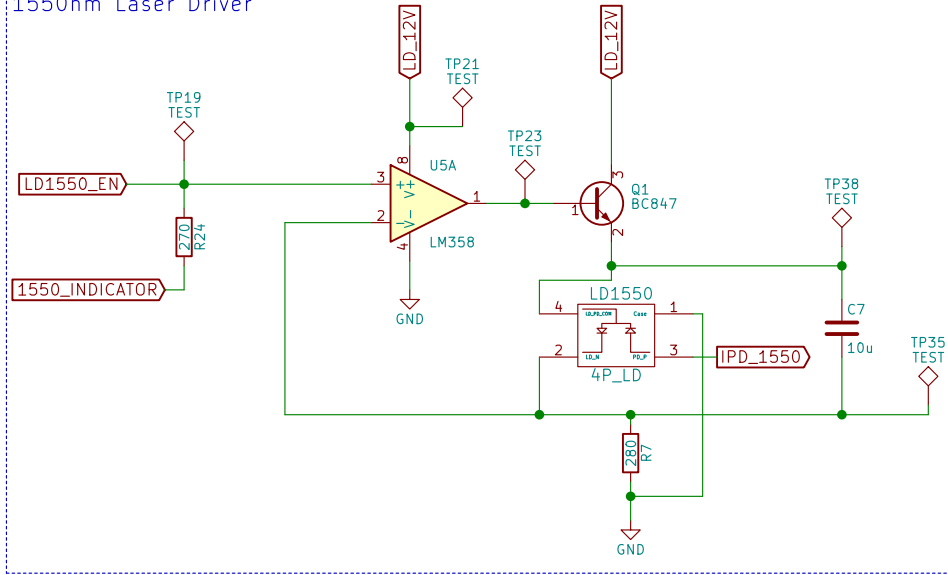 1550nm Laser Driver
LD_12V
LD_12V
TP21
TEST
TP19
TEST
TP23
TEST
8
U5A
3
Q1
BC847
TP38
TEST
LD1550_EN
3
++
V+
1
1
2
-
V-
2
270
R24
4
LM358
1550_INDICATOR
GND
LD1550
4
LD_PD_COM
Case
1
C7
10u
2
LD_N
PD_P
3
IPD_1550
4P_LD
TP35
TEST
280
R7
GND